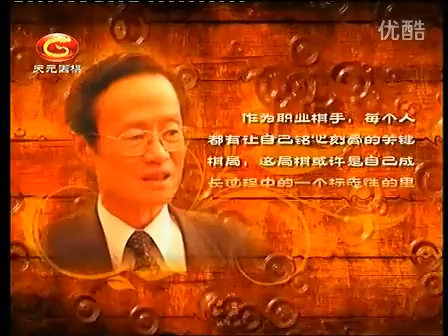 优酷
天元围棋
作为职业棋手,每个人
都有让自己铭心刻骨的关键
棋局,这局棋或许是自己成
长过程中的一个标志性的里